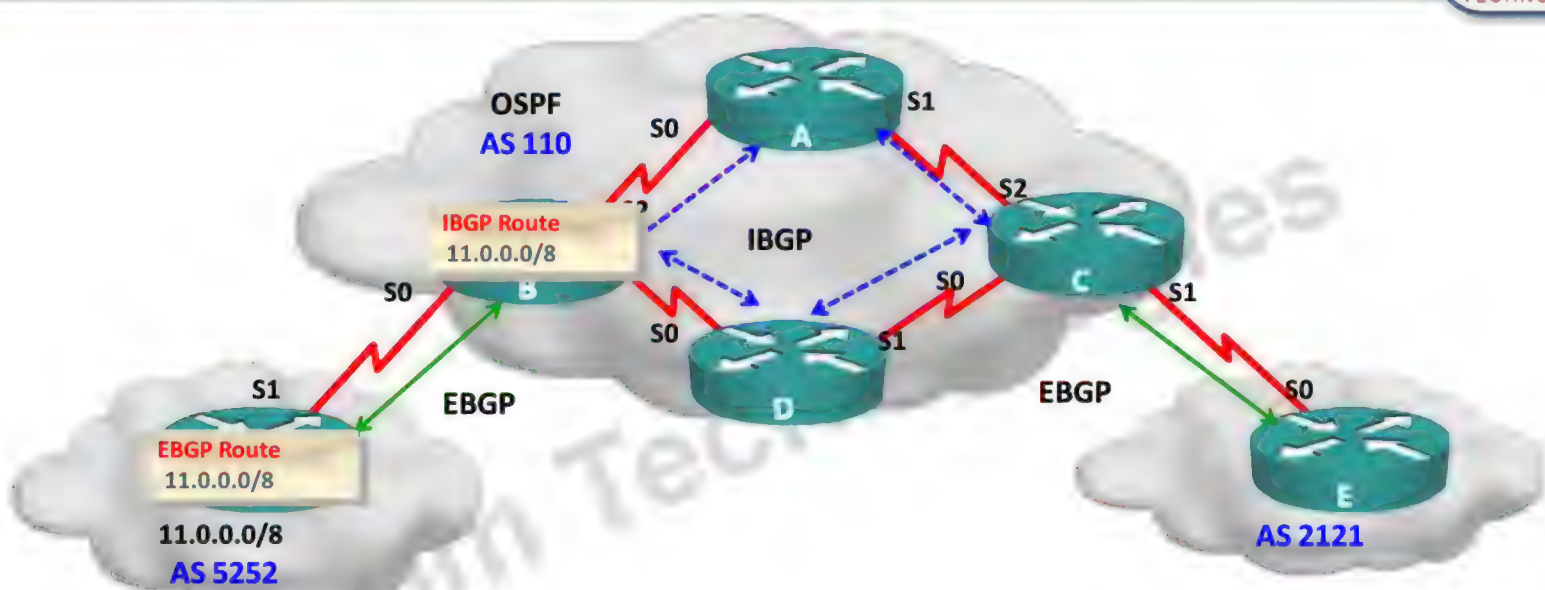 OSPF
AS 110
S0
A
S1
IBGP Route
11.0.0.0/8
B
IBGP
S2
C
S0
S0
S0
S1
S1
D
S1
EBGP
EBGP
S0
EBGP Route
11.0.0.0/8
11.0.0.0/8
AS 5252
E
AS 2121